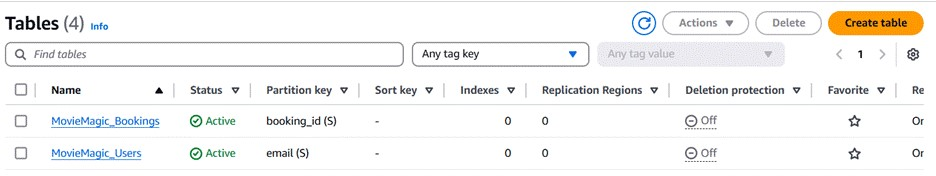 Tables (4) Info
Actions Delete Create table
Find tables Any tag key Any tag value 1
Name Status Partition key Sort key Indexes Replication Regions Deletion protection Favorite Re
MovieMagic_Bookings Active booking_id (S) - 0 0 Off Or
MovieMagic_Users Active email (S) - 0 0 Off Or